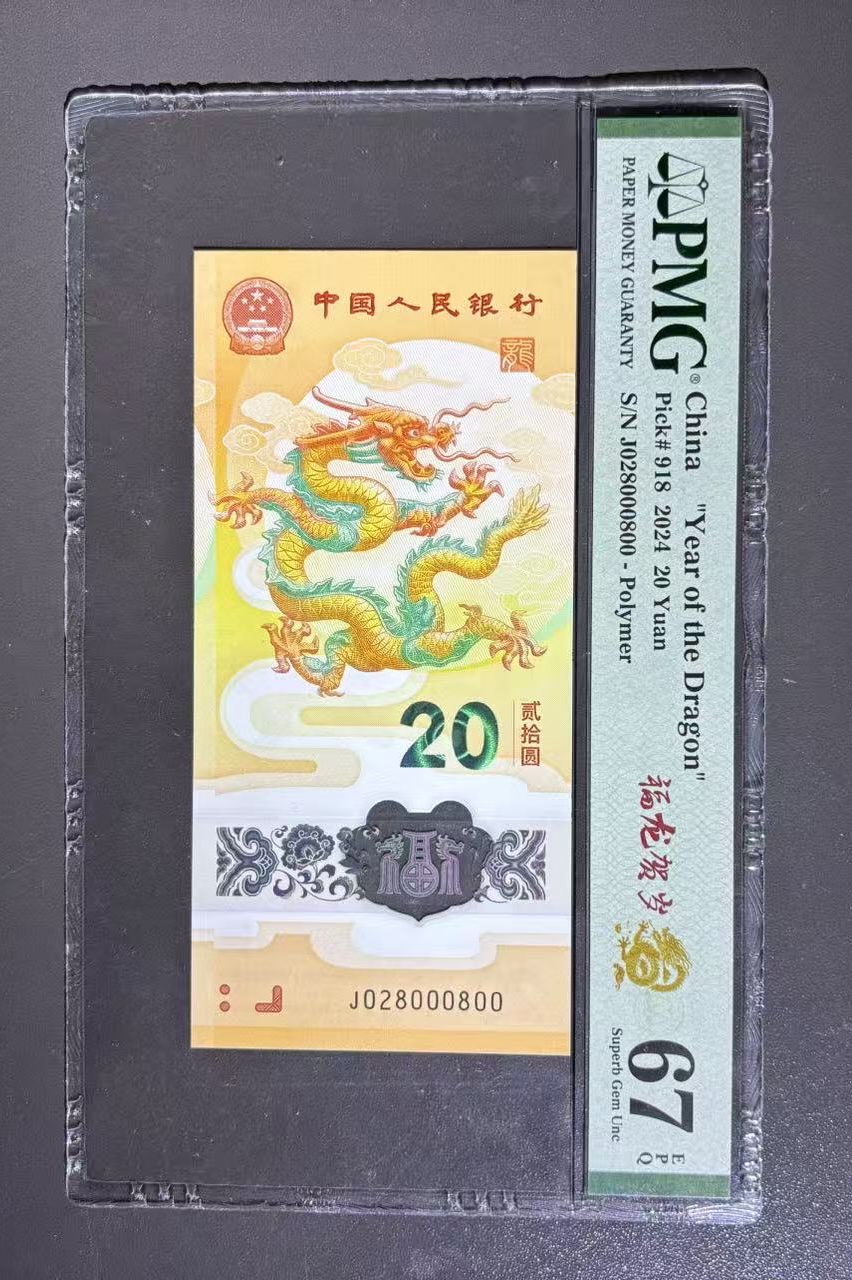 中国人民银行
龍
20
贰拾圆
J028000800
PMG®
PAPER MONEY GUARANTY
China "Year of the Dragon"
Pick# 918 2024 20 Yuan
S/N J028000800 - Polymer
福龙贺岁
67
EPQ
Superb Gem Unc